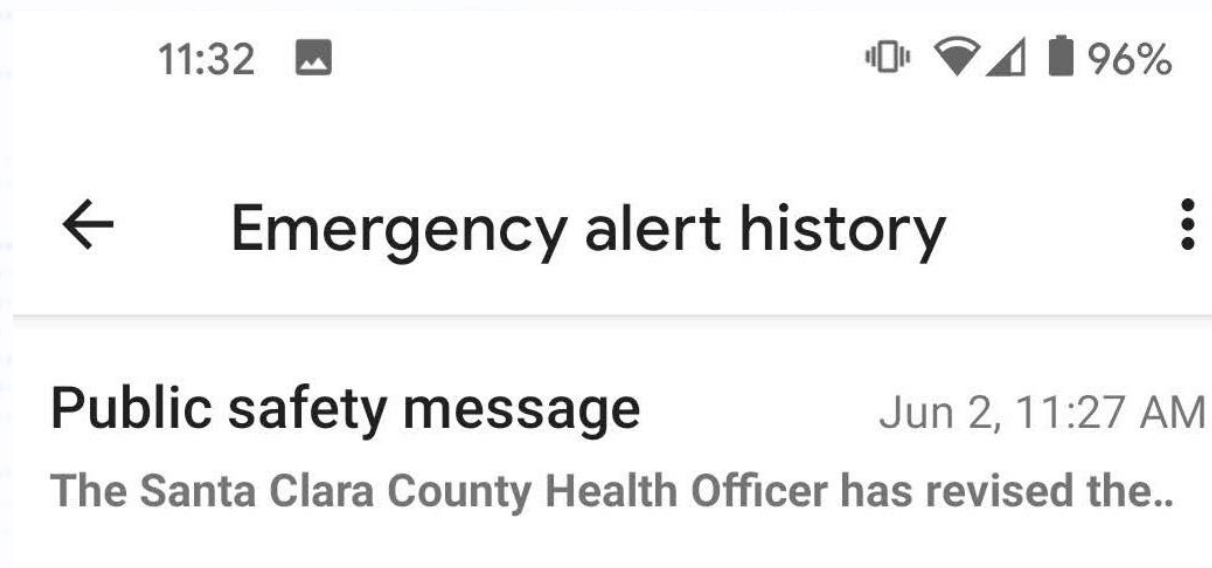 11:32 96%
Emergency alert history
Public safety message Jun 2, 11:27 AM
The Santa Clara County Health Officer has revised the..